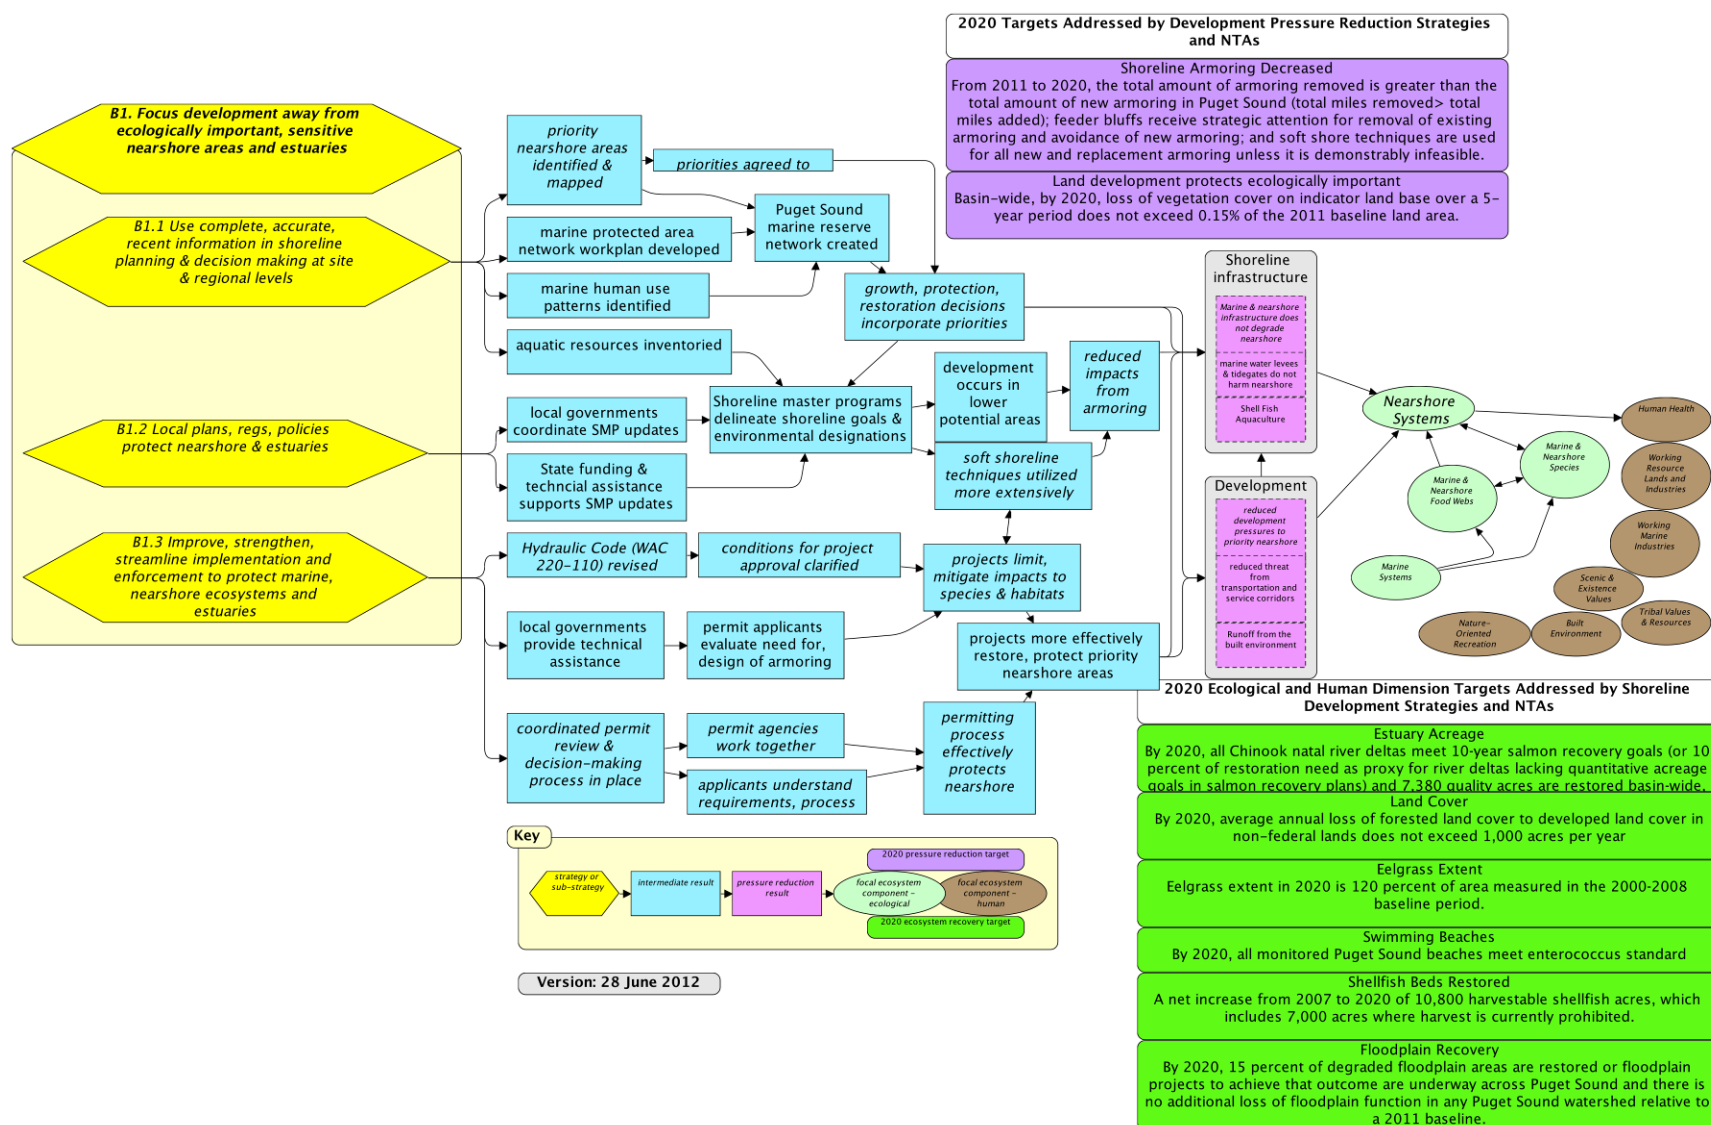 2020 Targets Addressed by Development Pressure Reduction Strategies
and NTAs
Shoreline Armoring Decreased
From 2011 to 2020, the total amount of armoring removed is greater than the
total amount of new armoring in Puget Sound (total miles removed> total
miles added); feeder bluffs receive strategic attention for removal of existing
armoring and avoidance of new armoring; and soft shore techniques are used
for all new and replacement armoring unless it is demonstrably infeasible.
Land development protects ecologically important
Basin-wide, by 2020, loss of vegetation cover on indicator land base over a 5-
year period does not exceed 0.15% of the 2011 baseline land area.
B1. Focus development away from
ecologically important, sensitive
nearshore areas and estuaries
B1.1 Use complete, accurate,
recent information in shoreline
planning & decision making at site
& regional levels
B1.2 Local plans, regs, policies
protect nearshore & estuaries
B1.3 Improve, strengthen,
streamline implementation and
enforcement to protect marine,
nearshore ecosystems and
estuaries
priority
nearshore areas
identified &
mapped
priorities agreed to
Puget Sound
marine reserve
network created
marine protected area
network workplan developed
marine human use
patterns identified
growth, protection,
restoration decisions
incorporate priorities
aquatic resources inventoried
Shoreline master programs
delineate shoreline goals &
environmental designations
development
occurs in
lower
potential areas
reduced
impacts
from
armoring
local governments
coordinate SMP updates
State funding &
techncial assistance
supports SMP updates
soft shoreline
techniques utilized
more extensively
Hydraulic Code (WAC
220-110) revised
conditions for project
approval clarified
projects limit,
mitigate impacts to
species & habitats
local governments
provide technical
assistance
permit applicants
evaluate need for,
design of armoring
projects more effectively
restore, protect priority
nearshore areas
coordinated permit
review &
decision-making
process in place
permit agencies
work together
applicants understand
requirements, process
permitting
process
effectively
protects
nearshore
Shoreline
infrastructure
Marine & nearshore
infrastructure does
not degrade
nearshore
marine water levees
& tidegates do not
harm nearshore
Shell Fish
Aquaculture
Development
reduced
development
pressures to
priority nearshore
reduced threat
from
transportation and
service corridors
Runoff from the
built environment
Nearshore
Systems
Marine &
Nearshore
Species
Marine &
Nearshore
Food Webs
Marine
Systems
Human Health
Working
Resource
Lands and
Industries
Working
Marine
Industries
Scenic &
Existence
Values
Tribal Values
& Resources
Built
Environment
Nature-
Oriented
Recreation
2020 Ecological and Human Dimension Targets Addressed by Shoreline
Development Strategies and NTAs
Estuary Acreage
By 2020, all Chinook natal river deltas meet 10-year salmon recovery goals (or 10
percent of restoration need as proxy for river deltas lacking quantitative acreage
goals in salmon recovery plans) and 7,380 quality acres are restored basin-wide,
Land Cover
By 2020, average annual loss of forested land cover to developed land cover in
non-federal lands does not exceed 1,000 acres per year
Eelgrass Extent
Eelgrass extent in 2020 is 120 percent of area measured in the 2000-2008
baseline period.
Swimming Beaches
By 2020, all monitored Puget Sound beaches meet enterococcus standard
Shellfish Beds Restored
A net increase from 2007 to 2020 of 10,800 harvestable shellfish acres, which
includes 7,000 acres where harvest is currently prohibited.
Floodplain Recovery
By 2020, 15 percent of degraded floodplain areas are restored or floodplain
projects to achieve that outcome are underway across Puget Sound and there is
no additional loss of floodplain function in any Puget Sound watershed relative to
a 2011 baseline.
Key
strategy or
sub-strategy
intermediate result
pressure reduction
result
2020 pressure reduction target
focal ecosystem
component -
ecological
focal ecosystem
component -
human
2020 ecosystem recovery target
Version: 28 June 2012